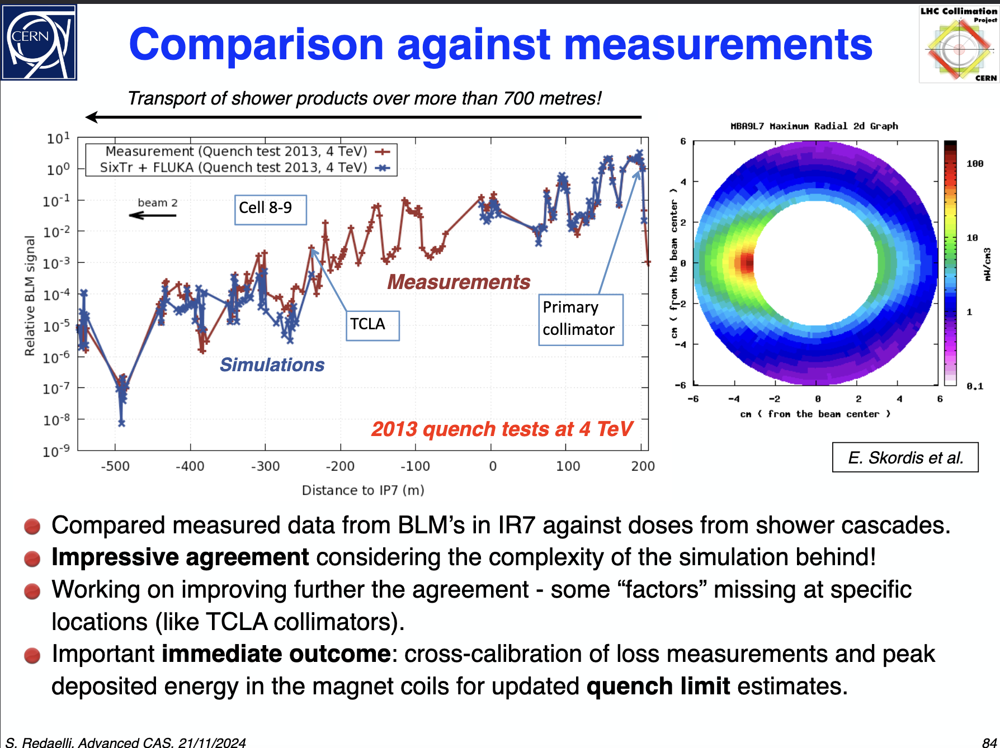 CERN
Comparison against measurements
LHC Collimation
Project
CERN
Transport of shower products over more than 700 metres!
Measurement (Quench test 2013, 4 TeV)
SixTr + FLUKA (Quench test 2013, 4 TeV)
beam 2
Cell 8-9
TCLA
Primary
collimator
Measurements
Simulations
2013 quench tests at 4 TeV
Relative BLM signal
10¹
10⁰
10⁻¹
10⁻²
10⁻³
10⁻⁴
10⁻⁵
10⁻⁶
10⁻⁷
10⁻⁸
10⁻⁹
-500 -400 -300 -200 -100 0 100 200
Distance to IP7 (m)
MBA9L7 Maximum Radial 2d Graph
cm ( from the beam center )
6
4
2
0
-2
-4
-6
-6 -4 -2 0 2 4 6
cm ( from the beam center )
100
10
1
0.1
mW/cm3
E. Skordis et al.
Compared measured data from BLM’s in IR7 against doses from shower cascades.
Impressive agreement considering the complexity of the simulation behind!
Working on improving further the agreement - some “factors” missing at specific
locations (like TCLA collimators).
Important immediate outcome: cross-calibration of loss measurements and peak
deposited energy in the magnet coils for updated quench limit estimates.
S. Redaelli, Advanced CAS, 21/11/2024
84